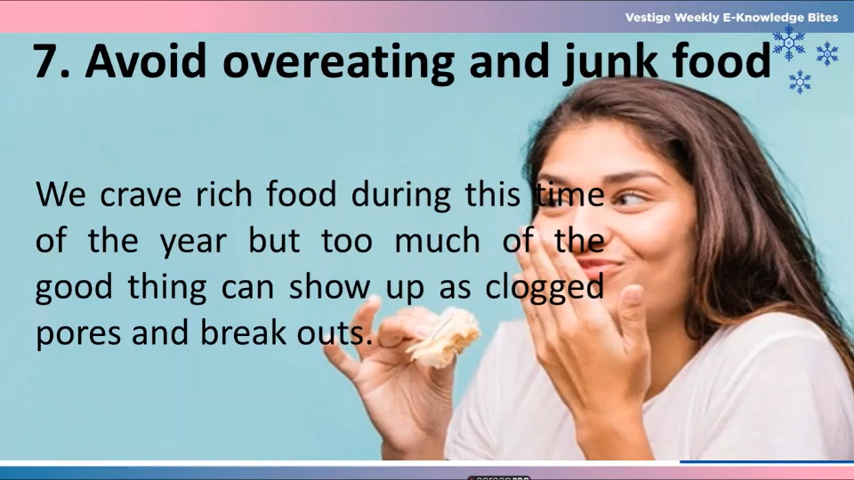 Vestige Weekly E-Knowledge Bites
7. Avoid overeating and junk food
We crave rich food during this time
of the year but too much of the
good thing can show up as clogged
pores and break outs.